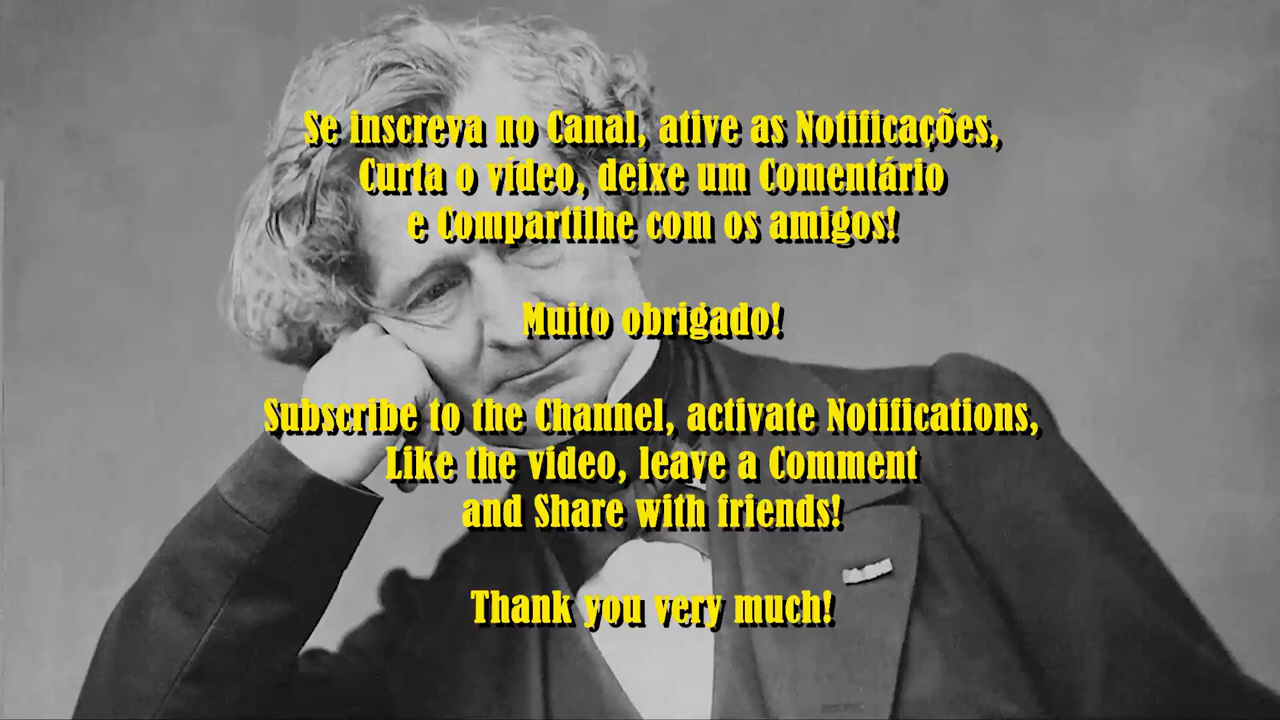 Se inscreva no Canal, ative as Notificações,
Curta o vídeo, deixe um Comentário
e Compartilhe com os amigos!
Muito obrigado!
Subscribe to the Channel, activate Notifications,
Like the video, leave a Comment
and Share with friends!
Thank you very much!